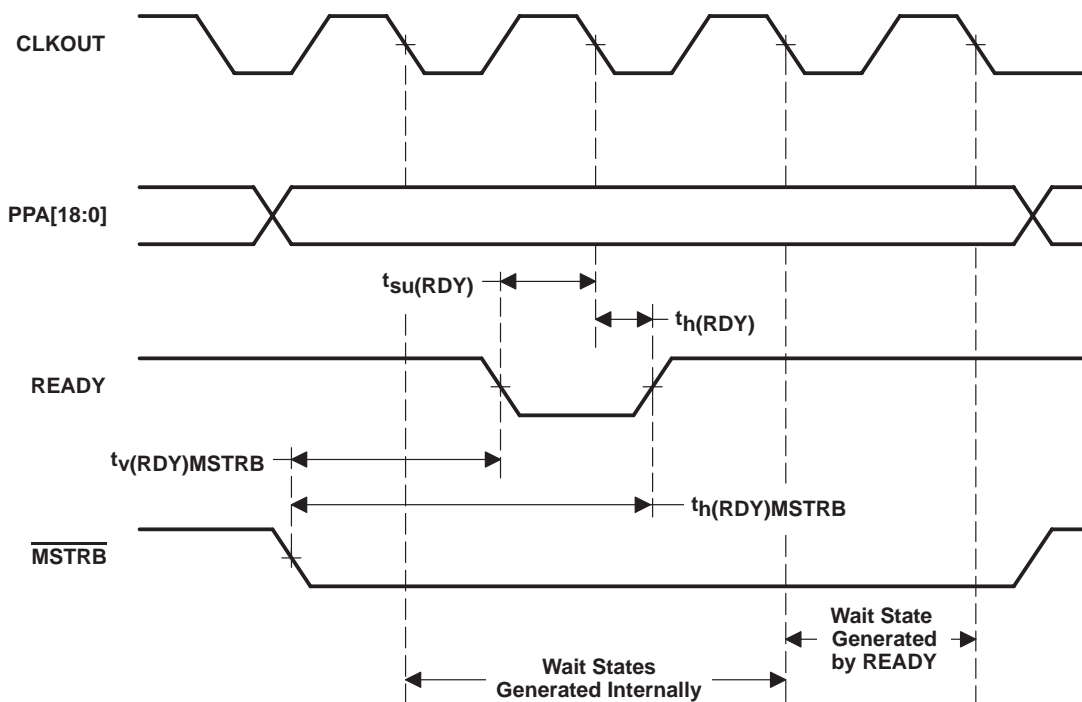 CLKOUT
PPA[18:0]
tsu(RDY)
th(RDY)
READY
tv(RDY)MSTRB
th(RDY)MSTRB
MSTRB
Wait State
Generated
by READY
Wait States
Generated Internally